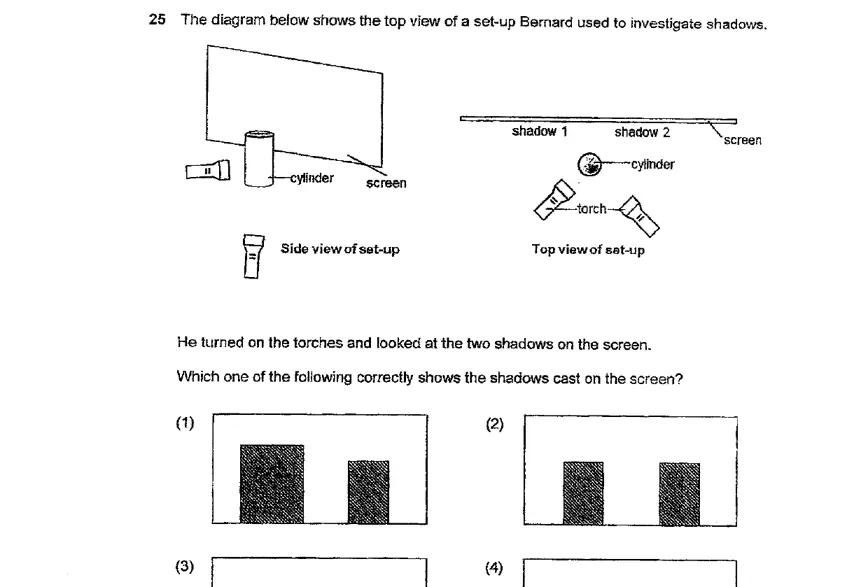 25 The diagram below shows the top view of a set-up Bernard used to investigate shadows.
shadow 1 shadow 2 screen
cylinder
cylinder screen
torch
Side view of set-up Top view of set-up
He turned on the torches and looked at the two shadows on the screen.
Which one of the following correctly shows the shadows cast on the screen?
(1) (2)
(3) (4)